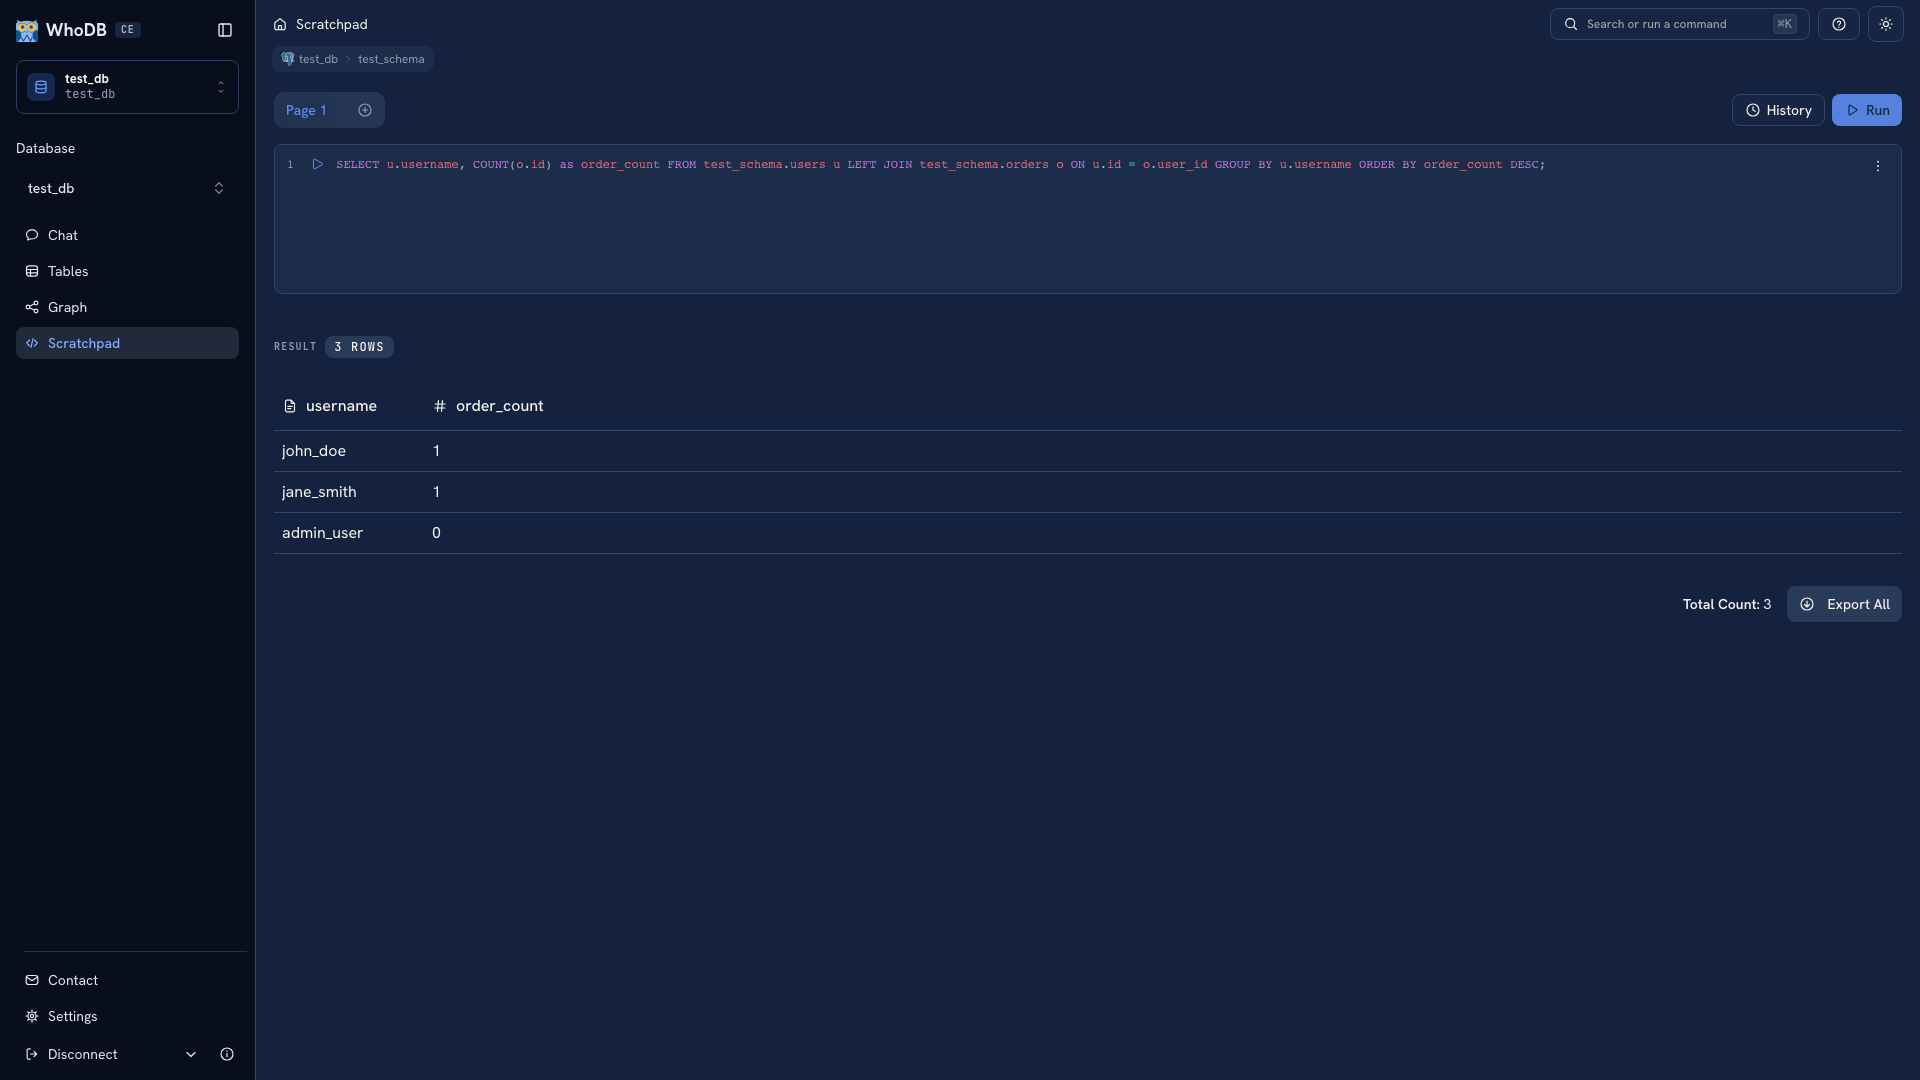 WhoDB CE
test_db
test_db
Database
test_db
Chat
Tables
Graph
Scratchpad
Contact
Settings
Disconnect
Scratchpad
Search or run a command ⌘K
test_db > test_schema
Page 1
History
Run
1 SELECT u.username, COUNT(o.id) as order_count FROM test_schema.users u LEFT JOIN test_schema.orders o ON u.id = o.user_id GROUP BY u.username ORDER BY order_count DESC;
RESULT 3 ROWS
username # order_count
john_doe 1
jane_smith 1
admin_user 0
Total Count: 3
Export All